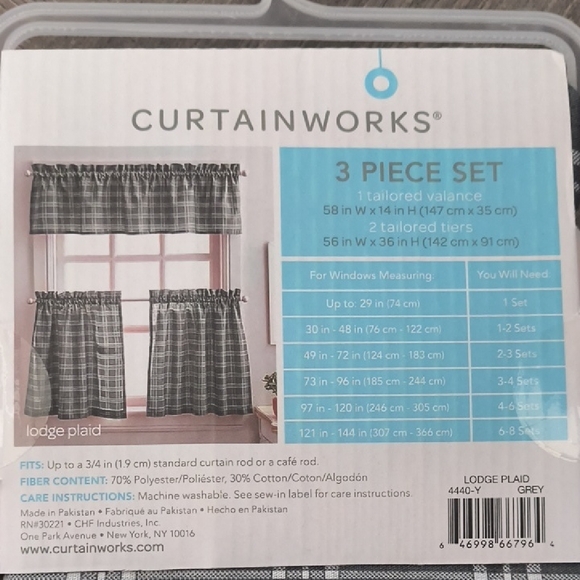 CURTAINWORKS®
3 PIECE SET
1 tailored valance
58 in W x 14 in H (147 cm x 35 cm)
2 tailored tiers
56 in W x 36 in H (142 cm x 91 cm)
For Windows Measuring: You Will Need:
Up to: 29 in (74 cm) 1 Set
30 in - 48 in (76 cm - 122 cm) 1-2 Sets
49 in - 72 in (124 cm - 183 cm) 2-3 Sets
73 in - 96 in (185 cm - 244 cm) 3-4 Sets
97 in - 120 in (246 cm - 305 cm) 4-6 Sets
121 in - 144 in (307 cm - 366 cm) 6-8 Sets
lodge plaid
FITS: Up to a 3/4 in (1.9 cm) standard curtain rod or a café rod.
FIBER CONTENT: 70% Polyester/Poliéster, 30% Cotton/Coton/Algodón
CARE INSTRUCTIONS: Machine washable. See sew-in label for care instructions.
Made in Pakistan • Fabriqué au Pakistan • Hecho en Pakistan
RN#30221 • CHF Industries, Inc.
One Park Avenue • New York, NY 10016
www.curtainworks.com
LODGE PLAID
4440-Y GREY
6 46998 66796 4